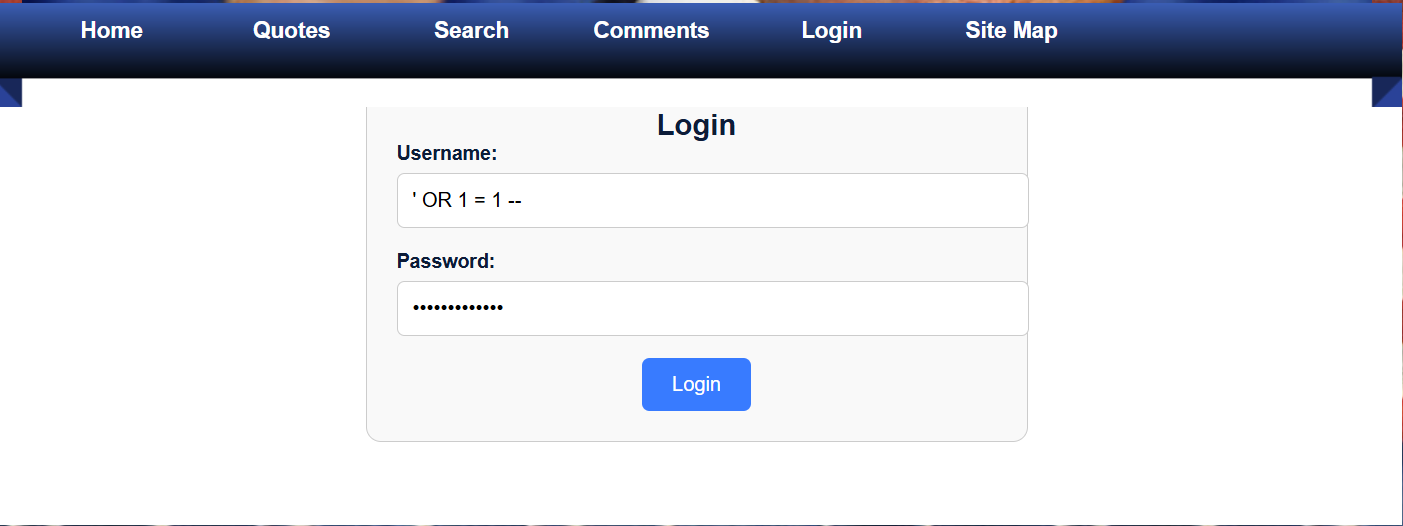 Home Quotes Search Comments Login Site Map
Login
Username:
' OR 1 = 1 --
Password:
•••••••••••••
Login